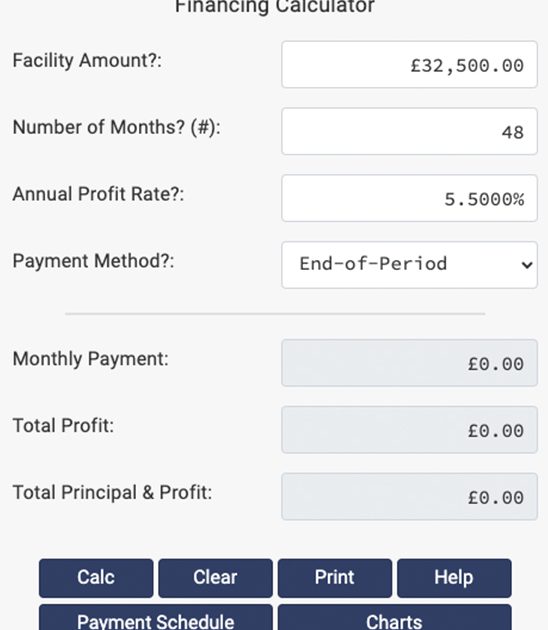 Financing Calculator
Facility Amount?: £32,500.00
Number of Months? (#): 48
Annual Profit Rate?: 5.5000%
Payment Method?: End-of-Period
Monthly Payment: £0.00
Total Profit: £0.00
Total Principal & Profit: £0.00
Calc Clear Print Help
Payment Schedule Charts